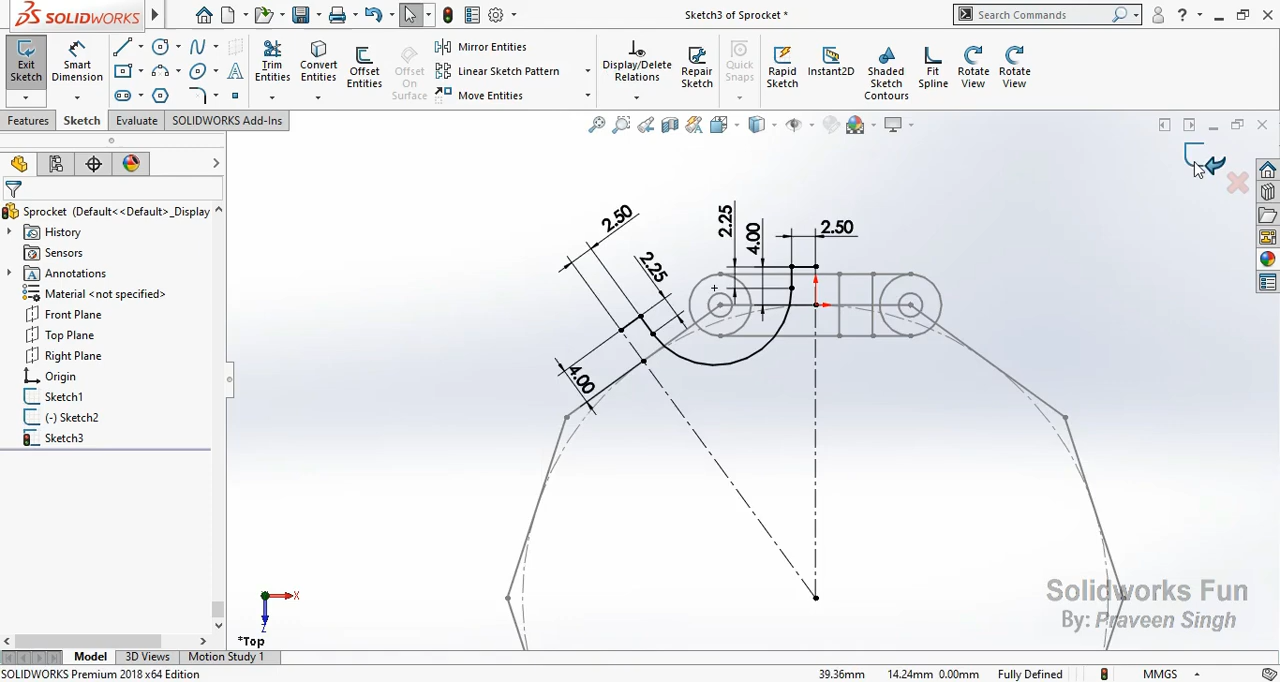 SOLIDWORKS
Sketch3 of Sprocket *
Search Commands
Exit Sketch
Smart Dimension
Trim Entities
Convert Entities
Offset Entities
Offset On Surface
Mirror Entities
Linear Sketch Pattern
Move Entities
Display/Delete Relations
Repair Sketch
Quick Snaps
Rapid Sketch
Instant2D
Shaded Sketch Contours
Fit Spline
Rotate View
Rotate View
Features
Sketch
Evaluate
SOLIDWORKS Add-Ins
Sprocket (Default<<Default>_Display
History
Sensors
Annotations
Material <not specified>
Front Plane
Top Plane
Right Plane
Origin
Sketch1
(-) Sketch2
Sketch3
2.50
2.25
4.00
2.25
4.00
2.50
X
Z
*Top
Solidworks Fun
By: Praveen Singh
Model
3D Views
Motion Study 1
SOLIDWORKS Premium 2018 x64 Edition
39.36mm
14.24mm 0.00mm
Fully Defined
MMGS